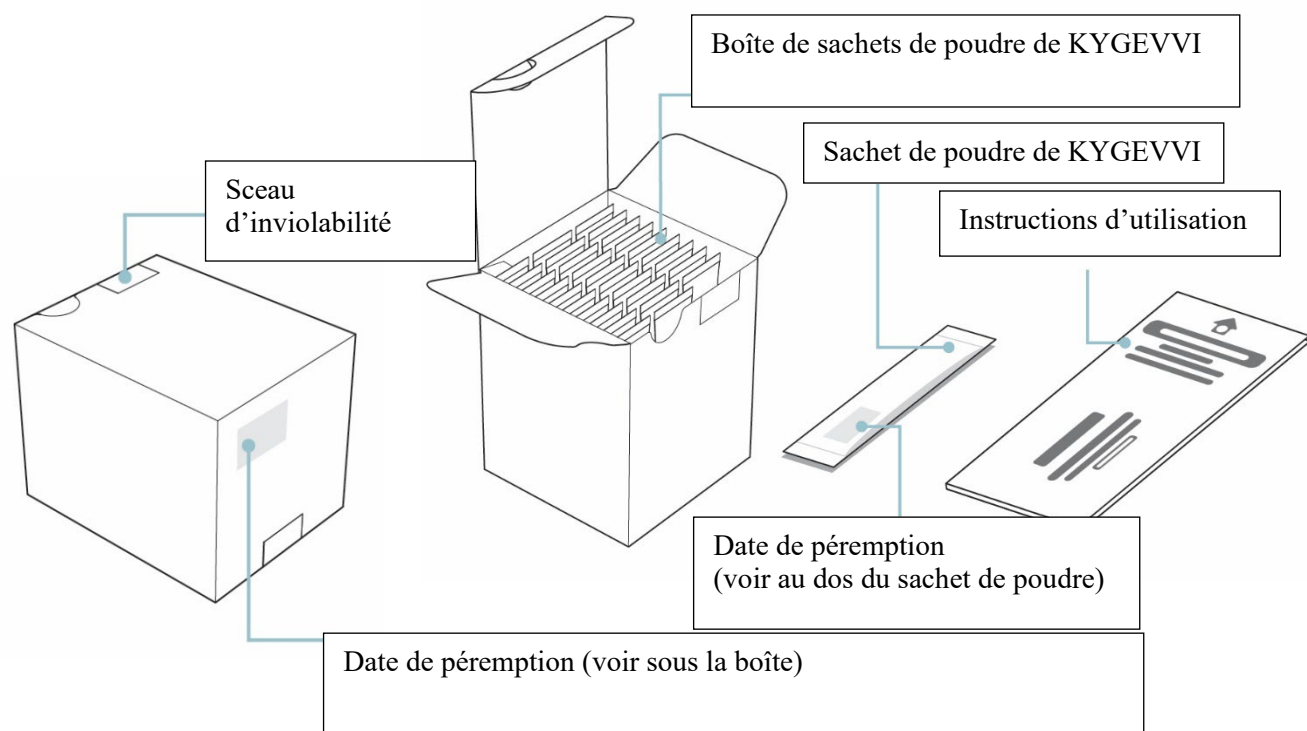 Boîte de sachets de poudre de KYGEVVI
Sachet de poudre de KYGEVVI
Sceau
d’inviolabilité
Instructions d’utilisation
Date de péremption
(voir au dos du sachet de poudre)
Date de péremption (voir sous la boîte)